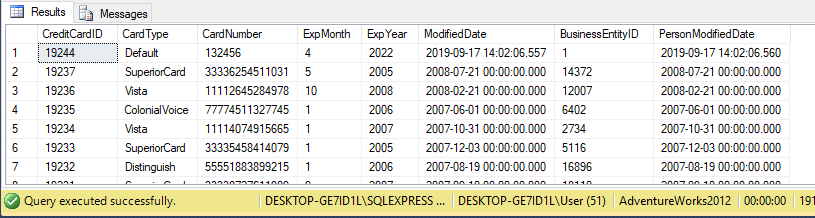 Results Messages
CreditCardID CardType CardNumber ExpMonth ExpYear ModifiedDate BusinessEntityID PersonModifiedDate
1 19244 Default 132456 4 2022 2019-09-17 14:02:06.557 1 2019-09-17 14:02:06.560
2 19237 SuperiorCard 33336254511031 5 2005 2008-07-21 00:00:00.000 14372 2008-07-21 00:00:00.000
3 19236 Vista 11112645284978 10 2008 2008-02-21 00:00:00.000 12007 2008-02-21 00:00:00.000
4 19235 ColonialVoice 77774511327745 1 2006 2007-06-01 00:00:00.000 6402 2007-06-01 00:00:00.000
5 19234 Vista 11114074915665 1 2007 2007-10-31 00:00:00.000 2734 2007-10-31 00:00:00.000
6 19233 SuperiorCard 33335458414079 1 2005 2007-12-03 00:00:00.000 5116 2007-12-03 00:00:00.000
7 19232 Distinguish 55551883899215 1 2006 2007-08-19 00:00:00.000 16896 2007-08-19 00:00:00.000
Query executed successfully. DESKTOP-GE7ID1L\SQLEXPRESS ... DESKTOP-GE7ID1L\User (51) AdventureWorks2012 00:00:00 191